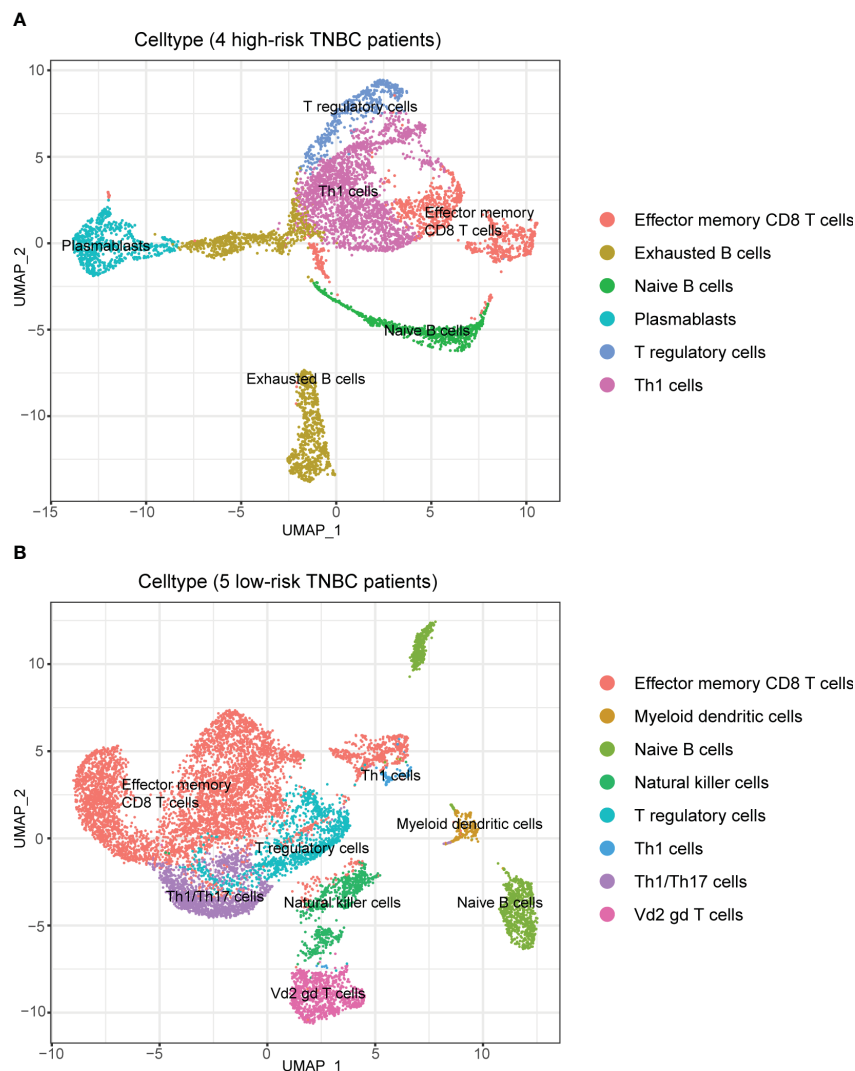 A
Celltype (4 high-risk TNBC patients)
10
5
0
−5
−10
UMAP_2
T regulatory cells
Th1 cells
Effector memory
CD8 T cells
Plasmablasts
Naive B cells
Exhausted B cells
−15
−10
−5
0
5
10
UMAP_1
Effector memory CD8 T cells
Exhausted B cells
Naive B cells
Plasmablasts
T regulatory cells
Th1 cells
B
Celltype (5 low-risk TNBC patients)
10
5
0
−5
−10
UMAP_2
Th1 cells
Effector memory
CD8 T cells
Myeloid dendritic cells
T regulatory cells
Th1/Th17 cells
Natural killer cells
Naive B cells
Vd2 gd T cells
−10
−5
0
5
10
UMAP_1
Effector memory CD8 T cells
Myeloid dendritic cells
Naive B cells
Natural killer cells
T regulatory cells
Th1 cells
Th1/Th17 cells
Vd2 gd T cells